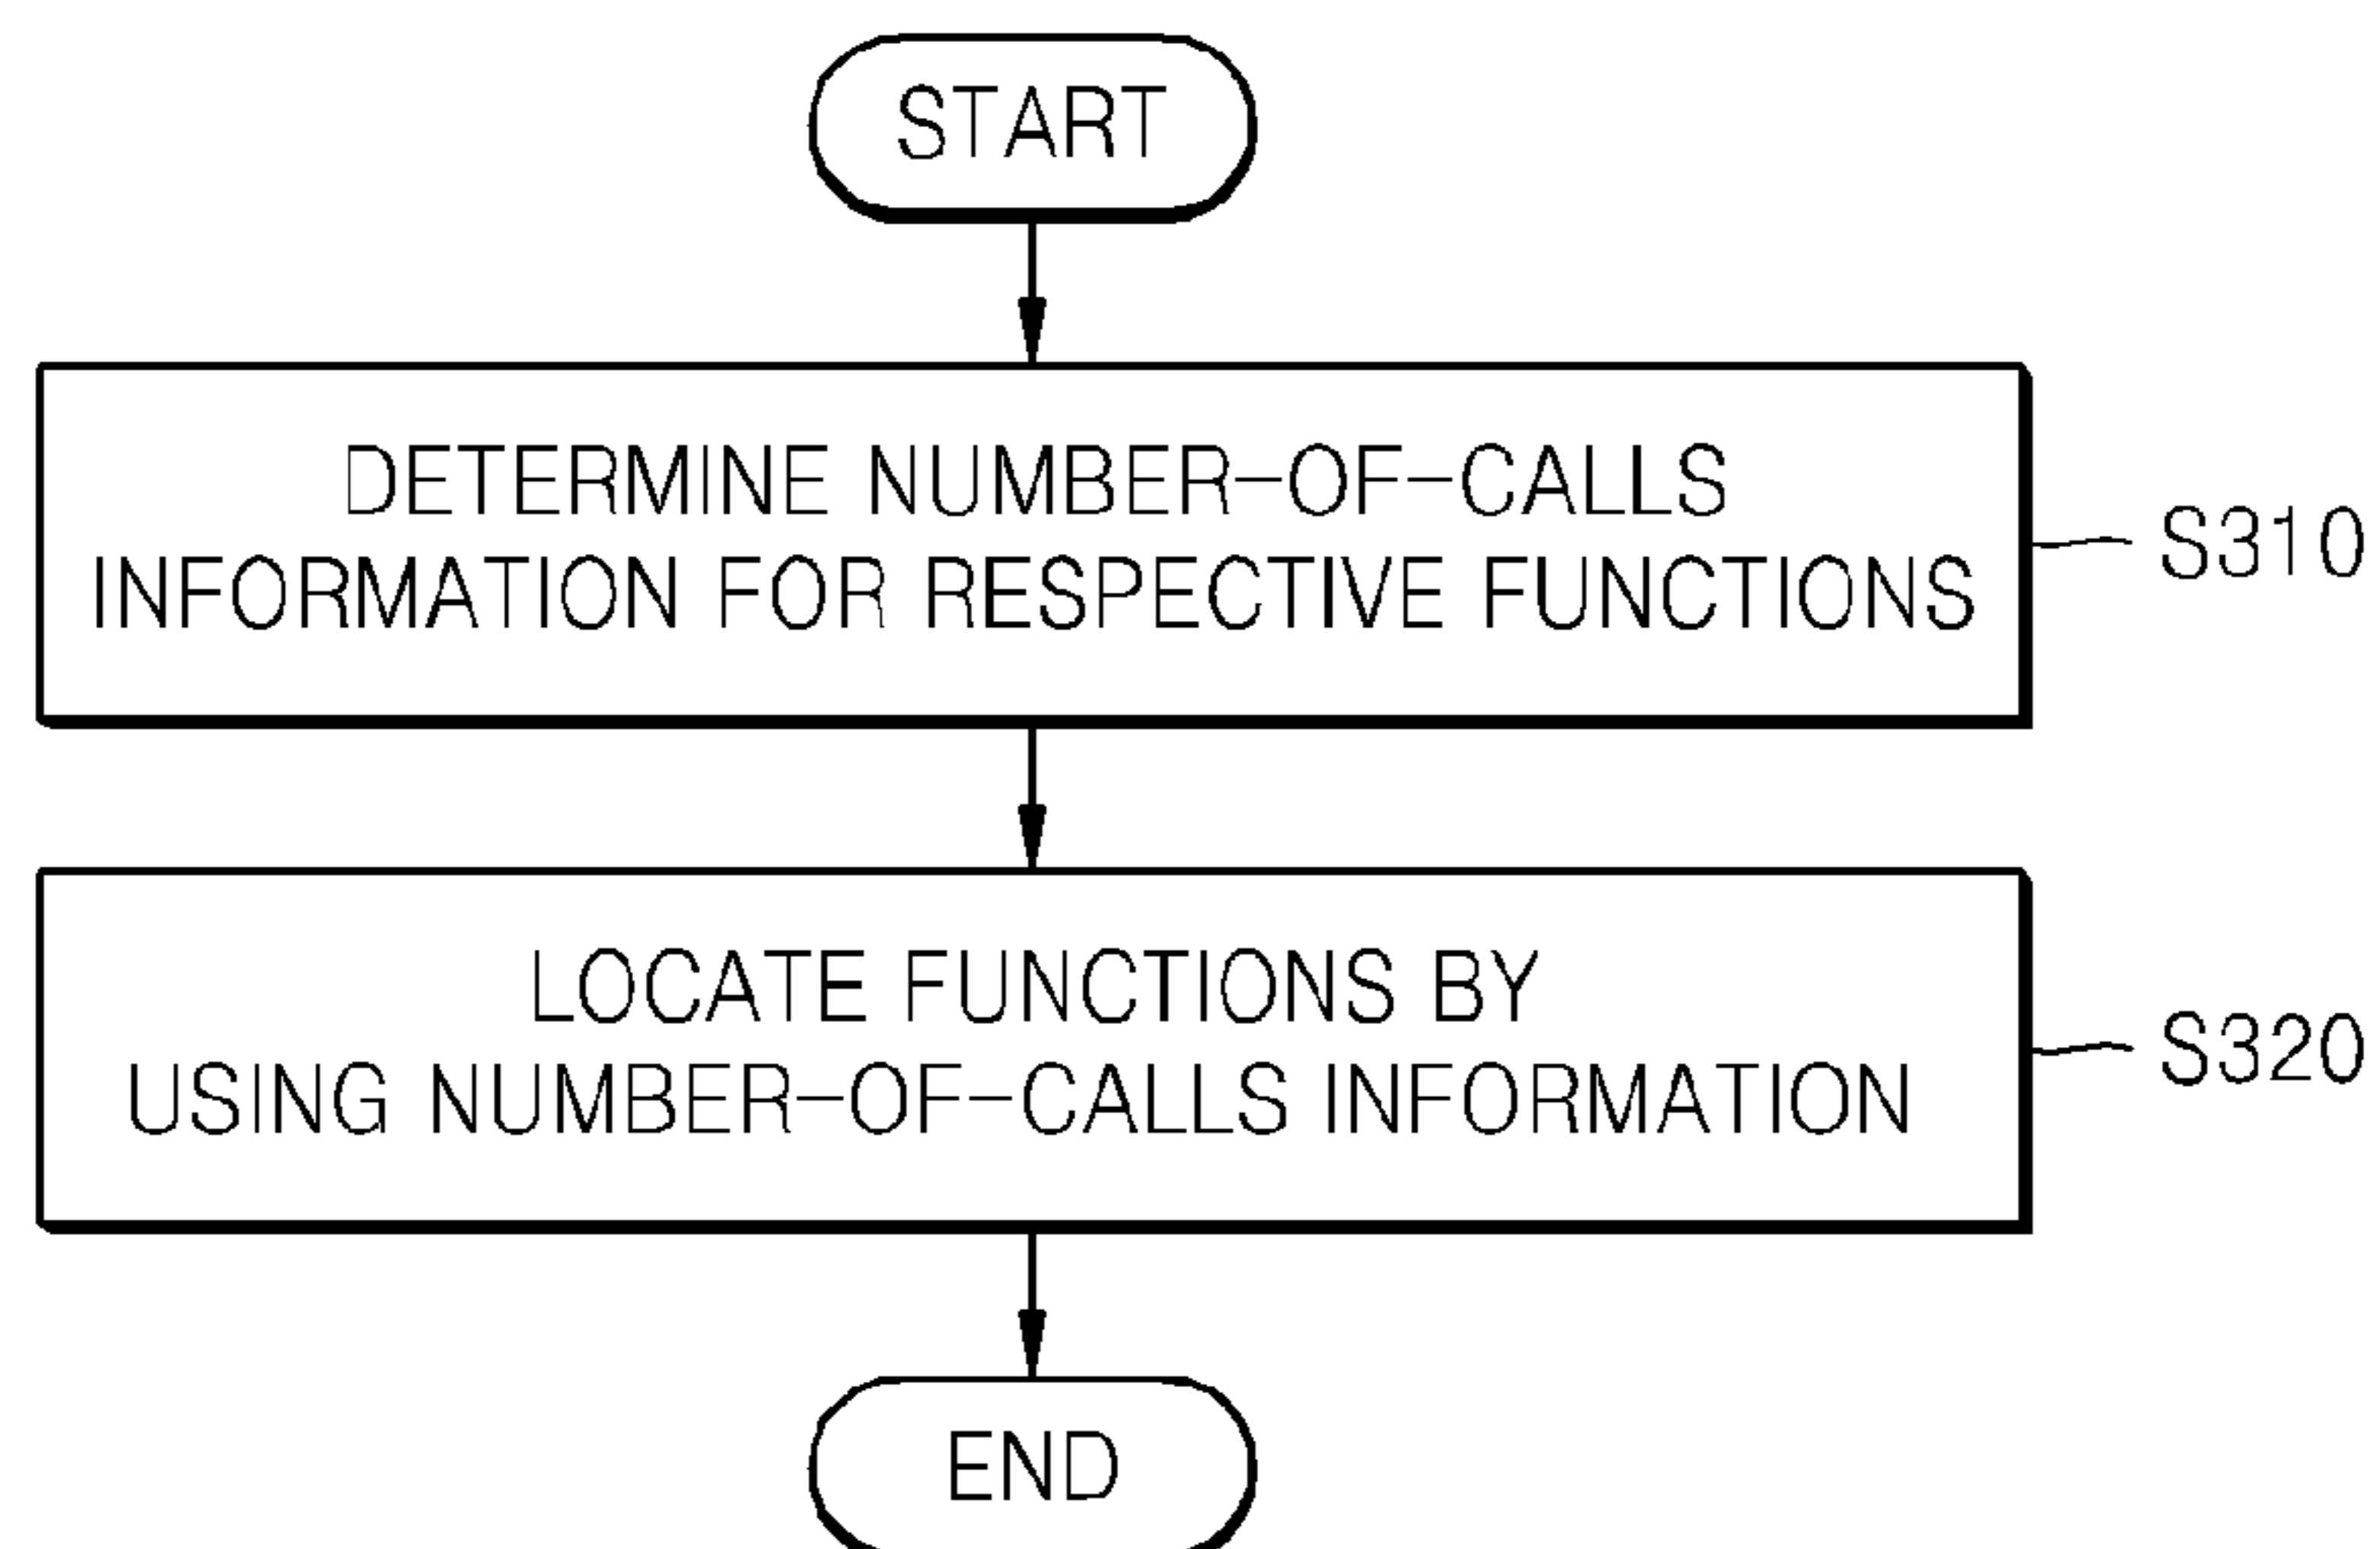 START
DETERMINE NUMBER-OF-CALLS
INFORMATION FOR RESPECTIVE FUNCTIONS
S310
LOCATE FUNCTIONS BY
USING NUMBER-OF-CALLS INFORMATION
S320
END